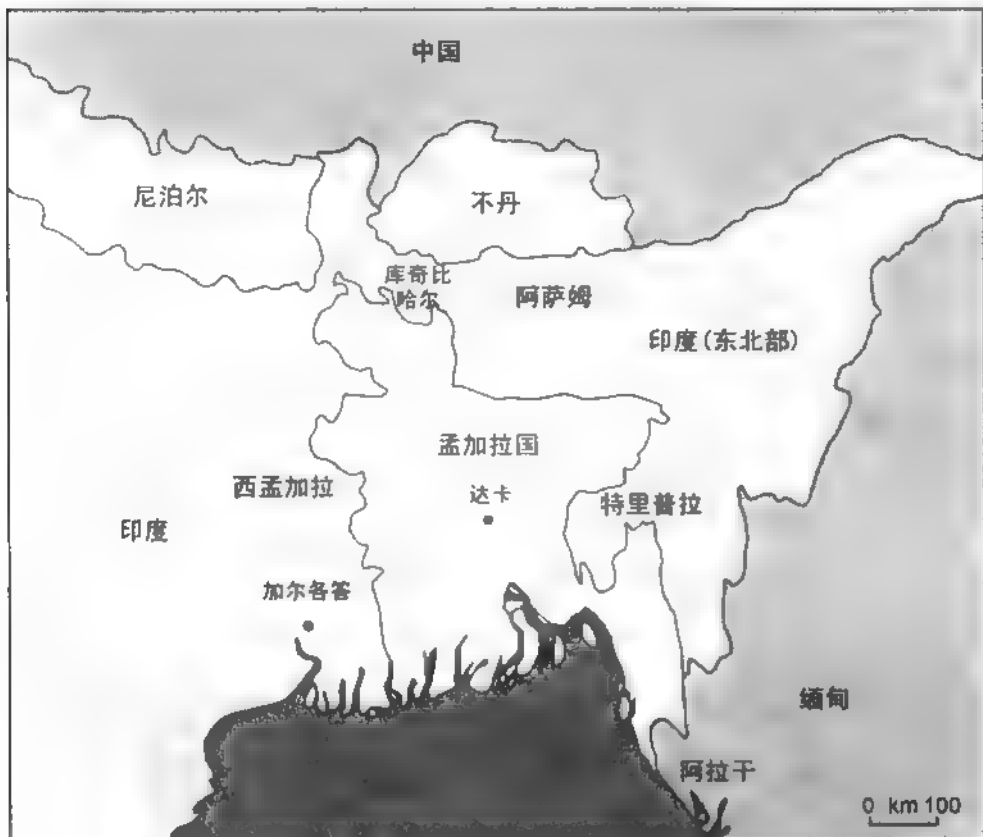 中国
尼泊尔
不丹
库奇比
哈尔
阿萨姆
印度(东北部)
孟加拉国
西孟加拉
达卡
特里普拉
印度
加尔各答
缅甸
阿拉干
0 km 100